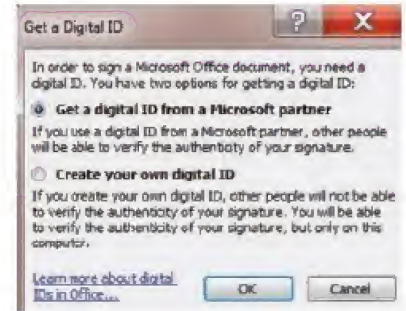 Get a Digital ID
In order to sign a Microsoft Office document, you need a
digital ID. You have two options for getting a digital ID:
Get a digital ID from a Microsoft partner
If you use a digital ID from a Microsoft partner, other people
will be able to verify the authenticity of your signature.
Create your own digital ID
If you create your own digital ID, other people will not be able
to verify the authenticity of your signature. You will be able
to verify the authenticity of your signature, but only on this
computer.
Learn more about digital
IDs in Office...
OK
Cancel